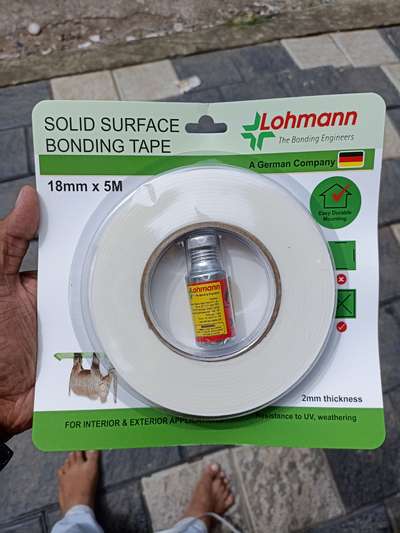 SOLID SURFACE
BONDING TAPE
Lohmann
The Bonding Engineers
A German Company
18mm x 5M
Easy Durable
Mounting
Lohmann
2mm thickness
FOR INTERIOR & EXTERIOR
Resistance to UV, weathering